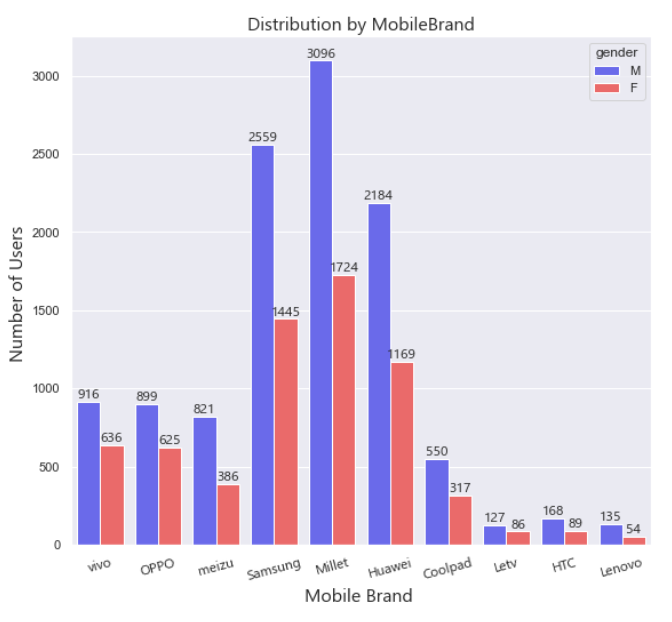 Distribution by MobileBrand
gender
M
F
Number of Users
3000
2500
2000
1500
1000
500
0
916
636
899
625
821
386
2559
1445
3096
1724
2184
1169
550
317
127
86
168
89
135
54
vivo
OPPO
meizu
Samsung
Millet
Huawei
Coolpad
Letv
HTC
Lenovo
Mobile Brand